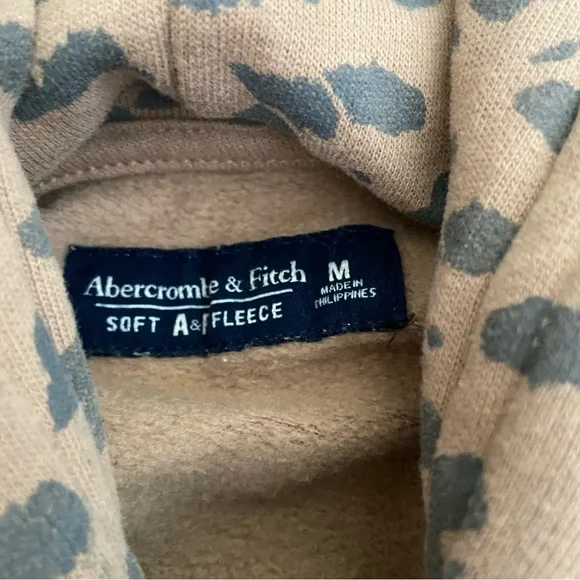 Abercrombie & Fitch
SOFT A&F FLEECE
M
MADE IN
PHILIPPINES